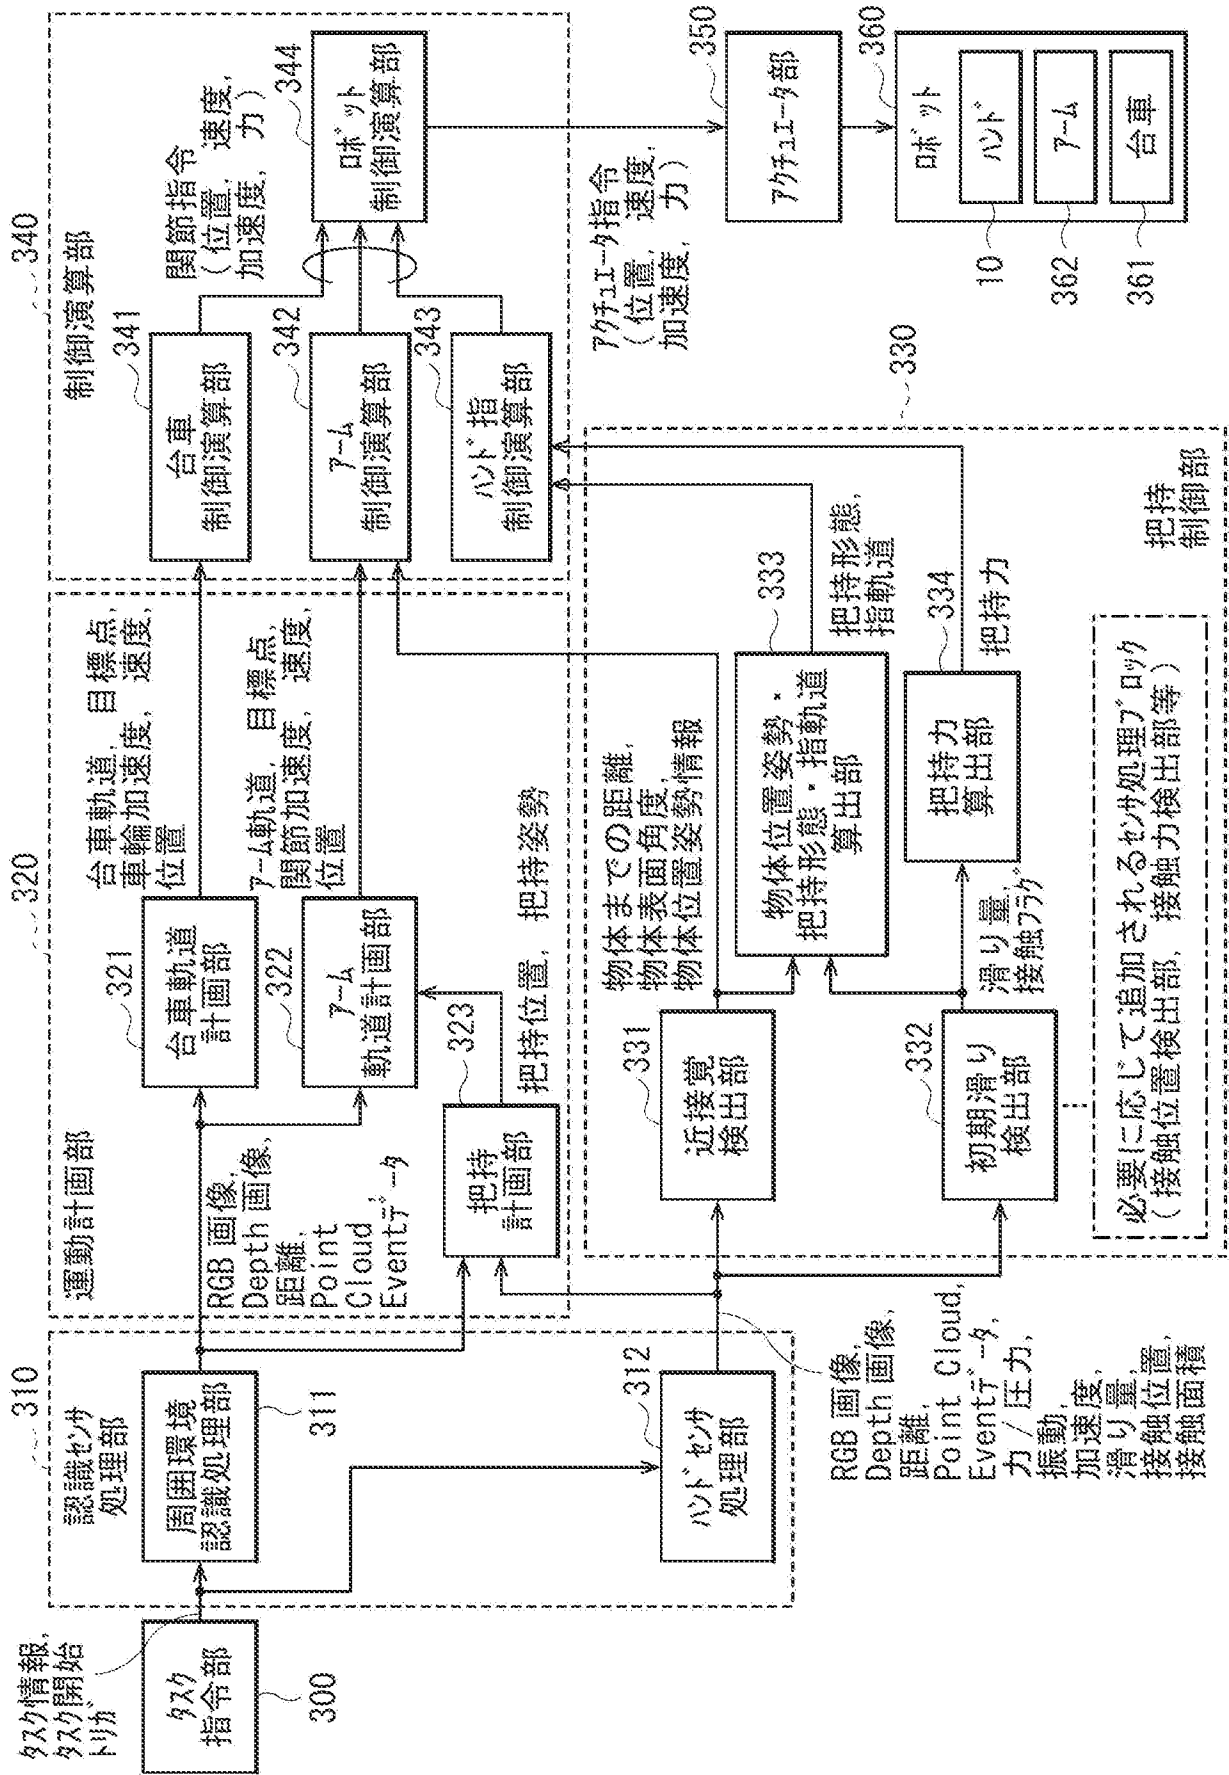 タスク情報,
タスク開始
トリガ
タスク
指令部
300
310
認識センサ
処理部
周囲環境
認識処理部
311
ハンドセンサ
処理部
312
RGB 画像,
Depth 画像,
距離,
Point
Cloud
Eventデータ
RGB 画像,
Depth 画像,
距離,
Point Cloud,
Eventデータ,
力/圧力,
振動,
加速度,
滑り量,
接触位置,
接触面積
320
運動計画部
321
台車軌道
計画部
322
アーム
軌道計画部
323
把持
計画部
把持位置, 把持姿勢
台車軌道, 目標点,
車輪加速度, 速度,
位置
アーム軌道, 目標点,
関節加速度, 速度,
位置
330
把持
制御部
331
近接覚
検出部
332
初期滑り
検出部
物体までの距離,
物体表面角度,
物体位置姿勢情報
滑り量,
接触フラグ
333
物体位置姿勢・
把持形態・指軌道
算出部
334
把持力
算出部
把持形態,
指軌道
把持力
必要に応じて追加されるセンサ処理ブロック
(接触位置検出部, 接触力検出部等)
340
制御演算部
341
台車
制御演算部
342
アーム
制御演算部
343
ハンド指
制御演算部
関節指令
(位置, 速度,
加速度, 力)
344
ロボット
制御演算部
アクチュエータ指令
(位置, 速度,
加速度, 力)
350
アクチュエータ部
360
ロボット
ハンド
アーム
台車
10
362
361